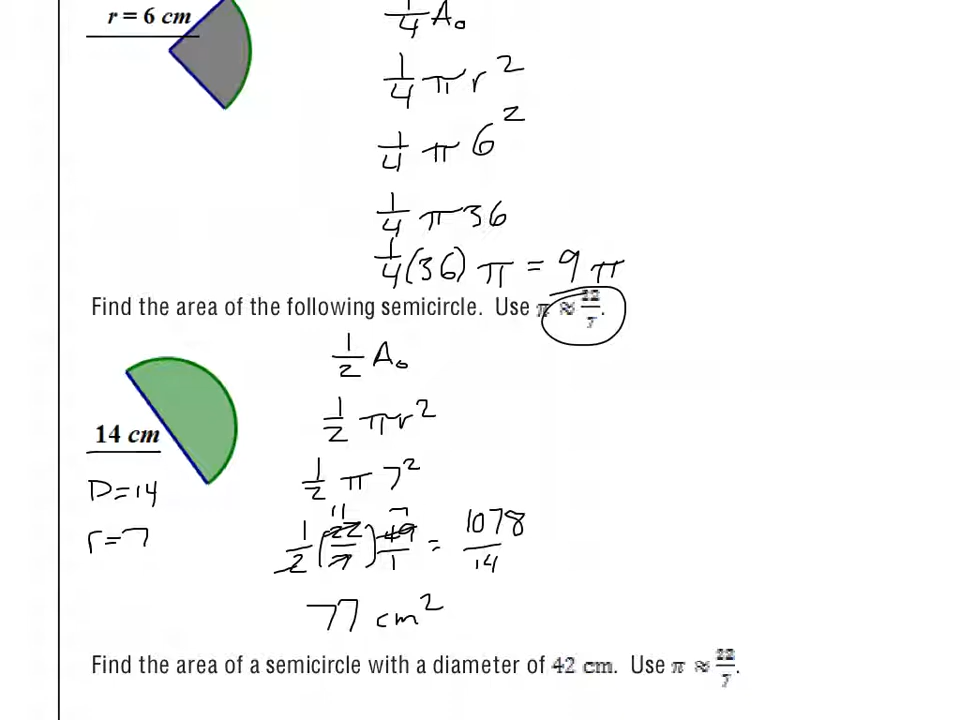 r = 6 cm
1/4 A₀
1/4 π r²
1/4 π 6²
1/4 π 36
1/4 (36) π = 9 π
Find the area of the following semicircle. Use π ≈ 22/7.
1/2 A₀
1/2 π r²
14 cm
1/2 π 7²
D = 14
r = 7
1/2 (22/7) 49/1 = 1078/14
11 7
77 cm²
Find the area of a semicircle with a diameter of 42 cm. Use π ≈ 22/7.